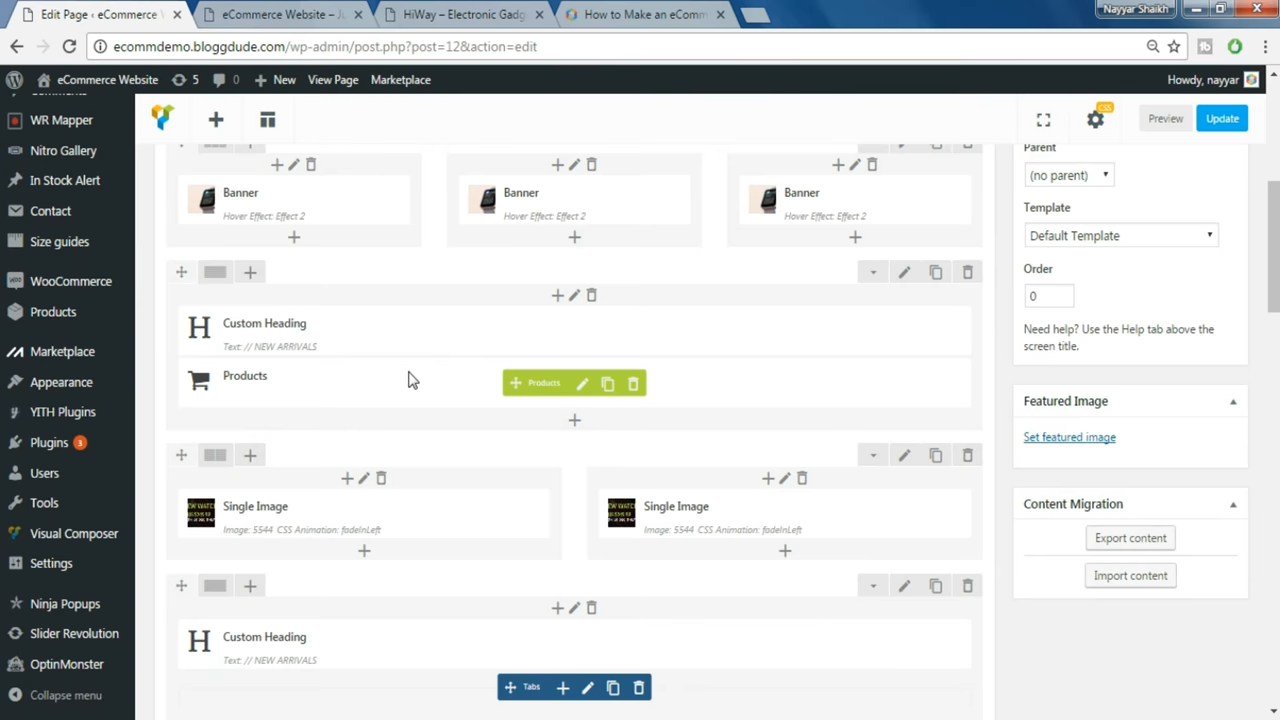 Edit Page ‹ eCommerce
eCommerce Website – Ju
HiWay – Electronic Gadg
How to Make an eComm
Nayyar Shaikh
ecommdemo.bloggdude.com/wp-admin/post.php?post=12&action=edit
eCommerce Website
5
0
New
View Page
Marketplace
Howdy, nayyar
WR Mapper
Nitro Gallery
In Stock Alert
Contact
Size guides
WooCommerce
Products
Marketplace
Appearance
YITH Plugins
Plugins 3
Users
Tools
Visual Composer
Settings
Ninja Popups
Slider Revolution
OptinMonster
Collapse menu
CSS
Preview
Update
Banner
Hover Effect: Effect 2
Banner
Hover Effect: Effect 2
Banner
Hover Effect: Effect 2
H Custom Heading
Text: // NEW ARRIVALS
Products
Products
Single Image
Image: 5544 CSS Animation: fadeInLeft
Single Image
Image: 5544 CSS Animation: fadeInLeft
H Custom Heading
Text: // NEW ARRIVALS
Tabs
Parent
(no parent)
Template
Default Template
Order
0
Need help? Use the Help tab above the
screen title.
Featured Image
Set featured image
Content Migration
Export content
Import content